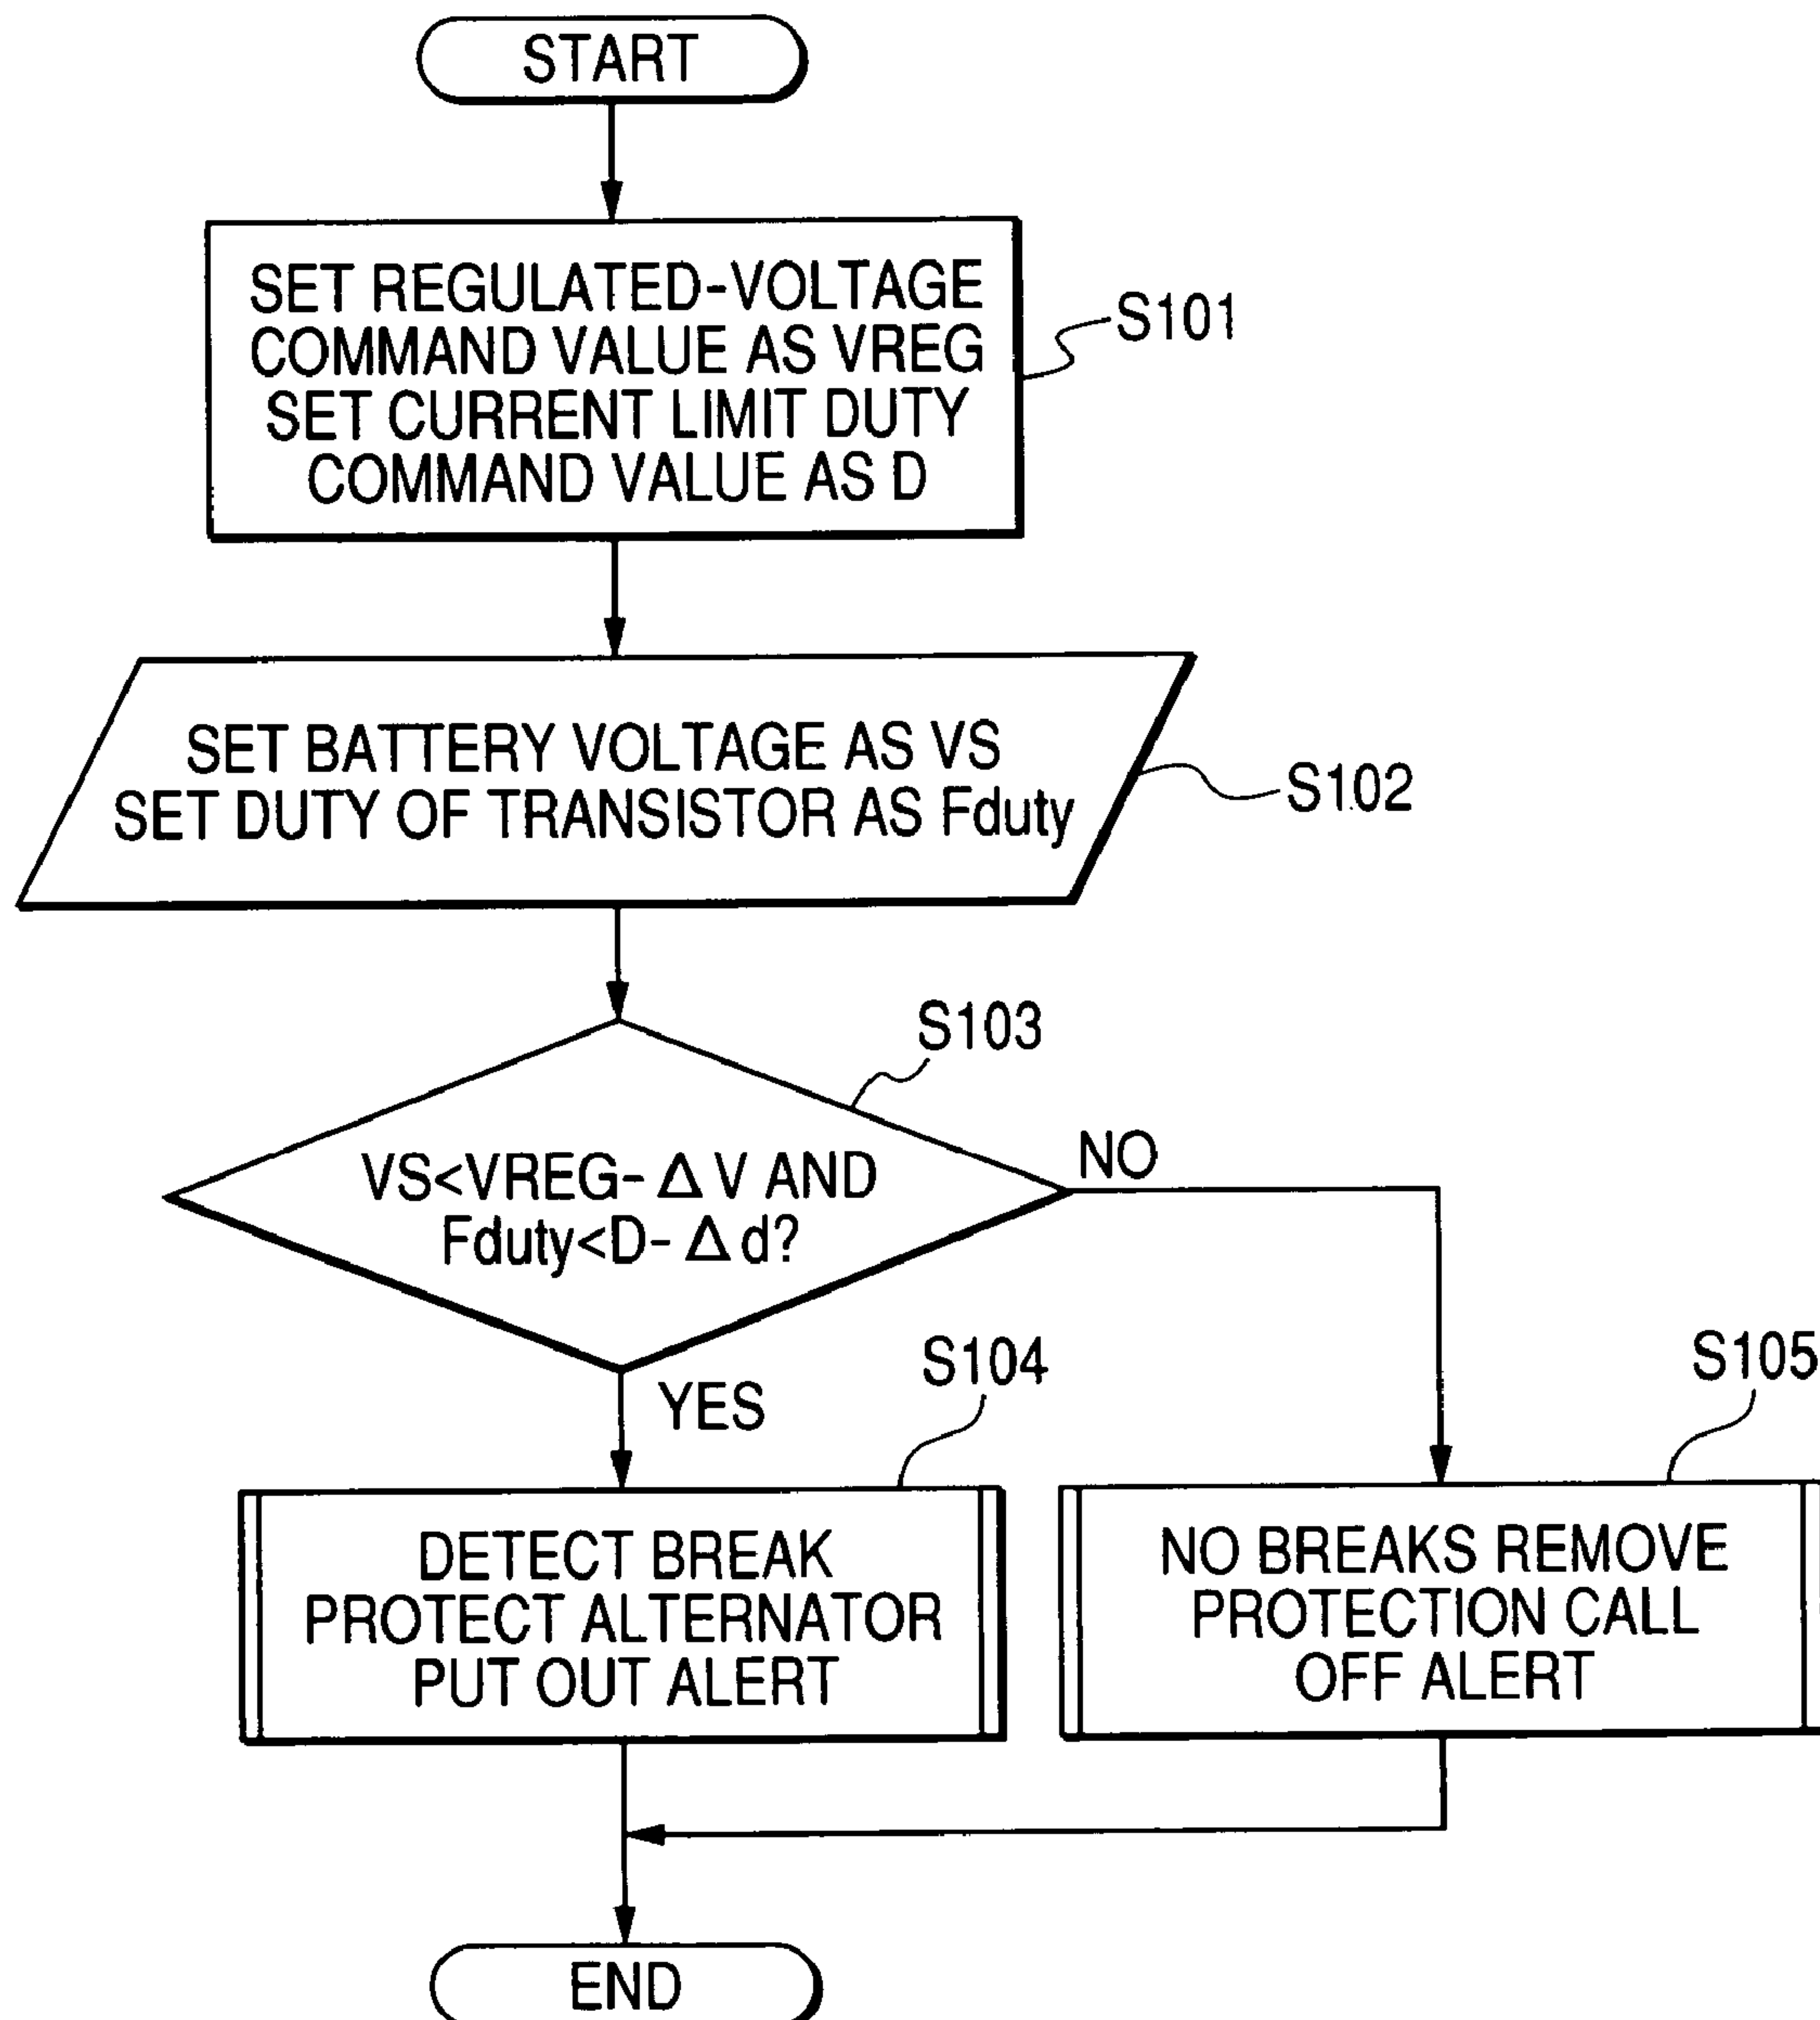 START
SET REGULATED-VOLTAGE
COMMAND VALUE AS VREG
SET CURRENT LIMIT DUTY
COMMAND VALUE AS D
S101
SET BATTERY VOLTAGE AS VS
SET DUTY OF TRANSISTOR AS Fduty
S102
S103
VS<VREG-ΔV AND
Fduty<D-Δd?
NO
YES
S104
DETECT BREAK
PROTECT ALTERNATOR
PUT OUT ALERT
S105
NO BREAKS REMOVE
PROTECTION CALL
OFF ALERT
END